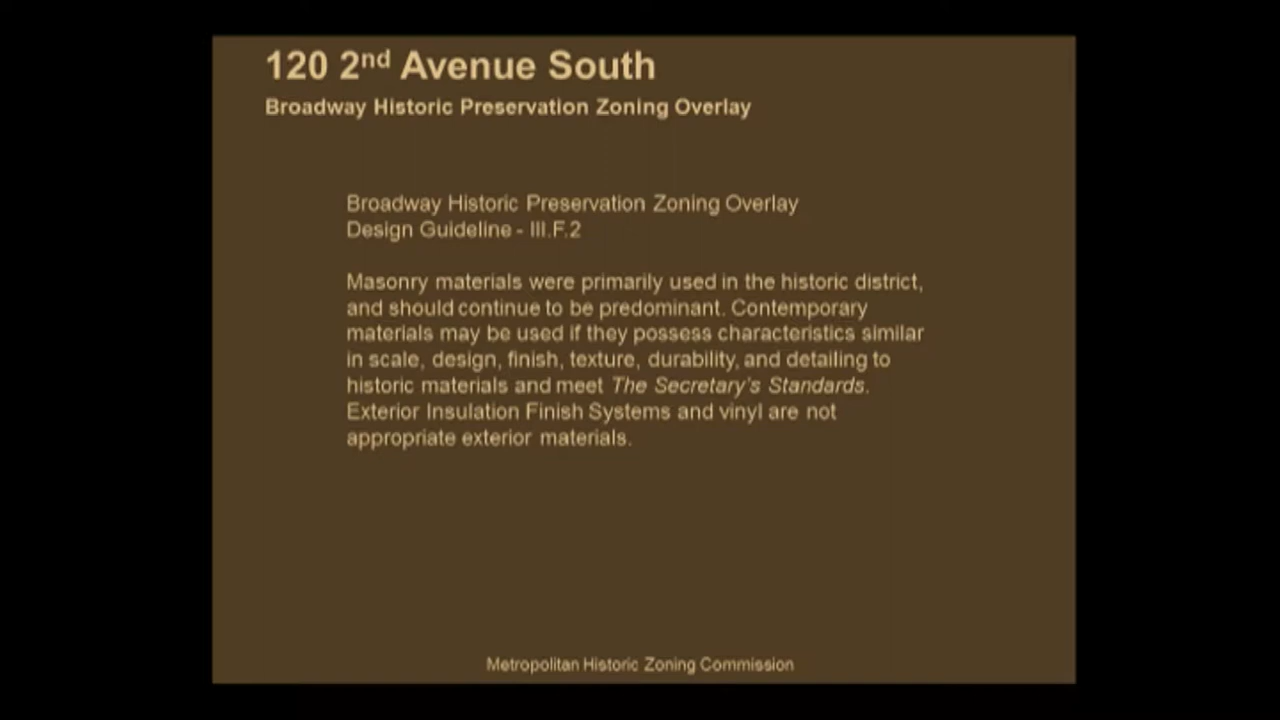 120 2nd Avenue South
Broadway Historic Preservation Zoning Overlay
Broadway Historic Preservation Zoning Overlay
Design Guideline - III.F.2
Masonry materials were primarily used in the historic district,
and should continue to be predominant. Contemporary
materials may be used if they possess characteristics similar
in scale, design, finish, texture, durability, and detailing to
historic materials and meet The Secretary's Standards.
Exterior Insulation Finish Systems and vinyl are not
appropriate exterior materials.
Metropolitan Historic Zoning Commission